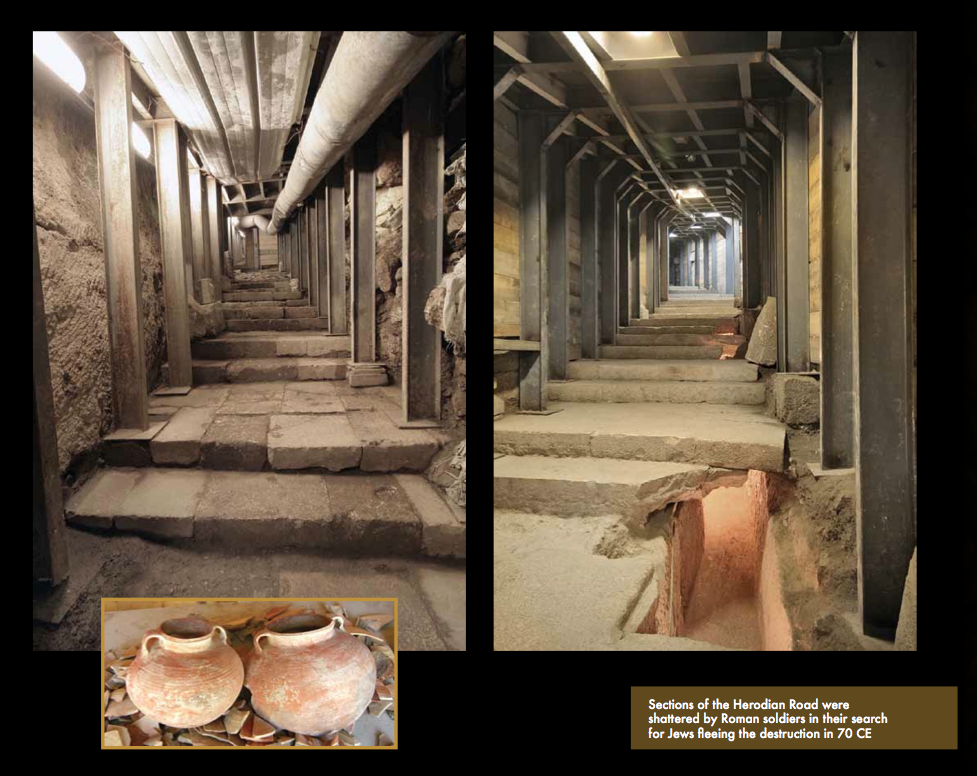 Sections of the Herodian Road were
shattered by Roman soldiers in their search
for Jews fleeing the destruction in 70 CE